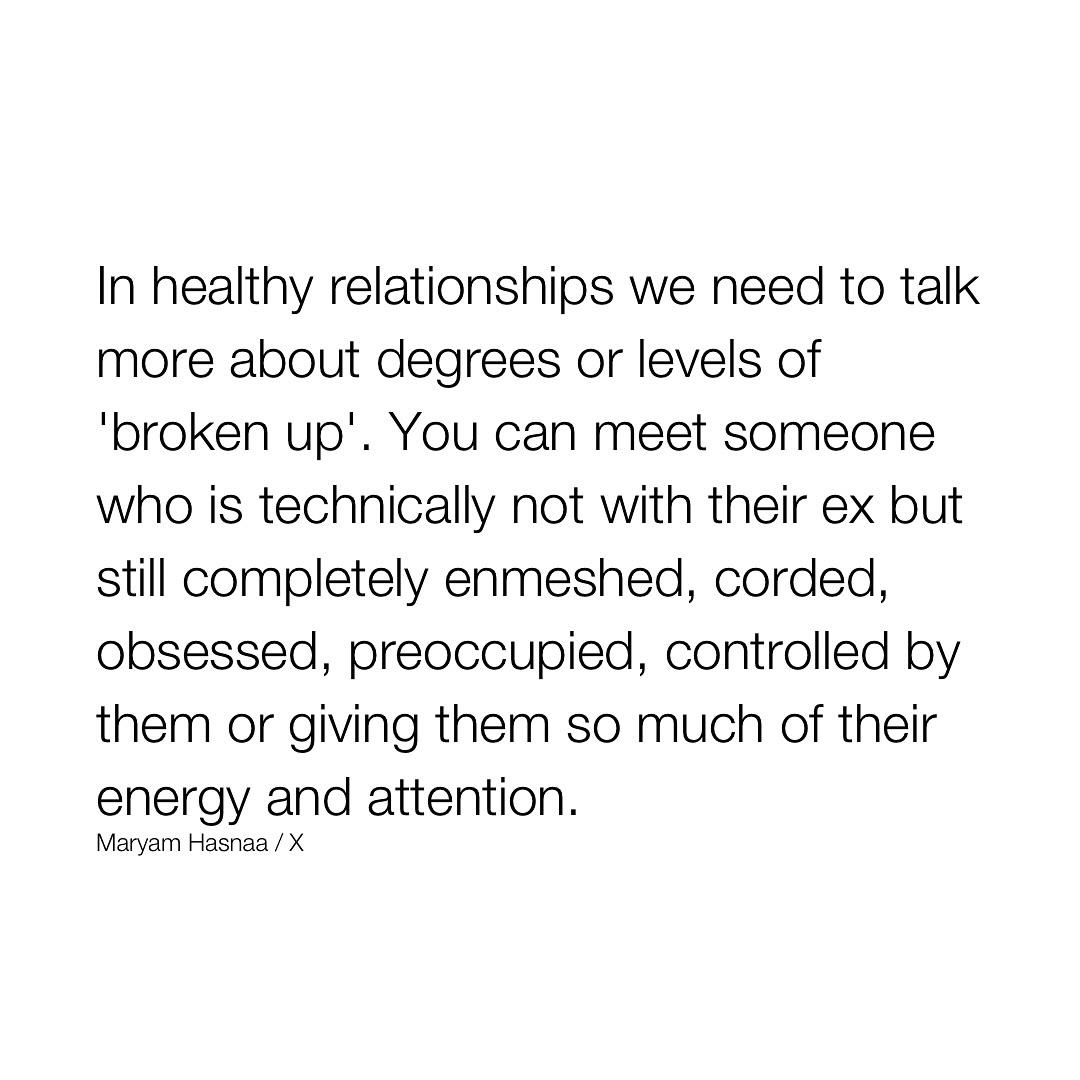 In healthy relationships we need to talk
more about degrees or levels of
'broken up'. You can meet someone
who is technically not with their ex but
still completely enmeshed, corded,
obsessed, preoccupied, controlled by
them or giving them so much of their
energy and attention.
Maryam Hasnaa / X